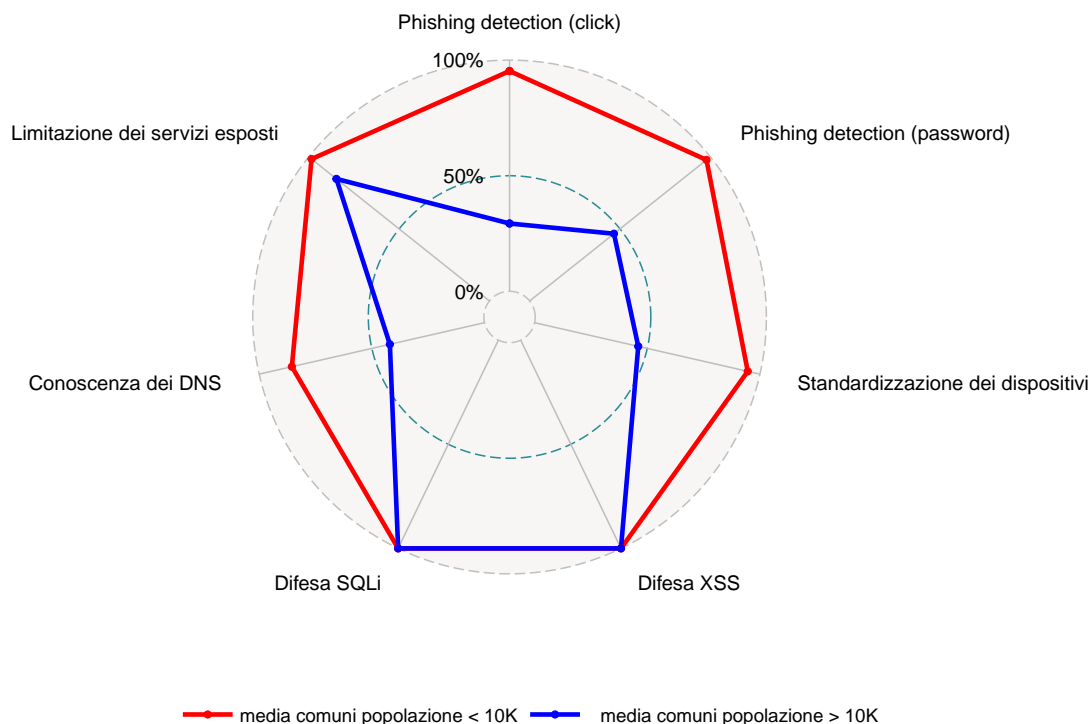 Phishing detection (click)
100%
Limitazione dei servizi esposti
Phishing detection (password)
50%
0%
Conoscenza dei DNS
Standardizzazione dei dispositivi
Difesa SQLi
Difesa XSS
media comuni popolazione < 10K
media comuni popolazione > 10K